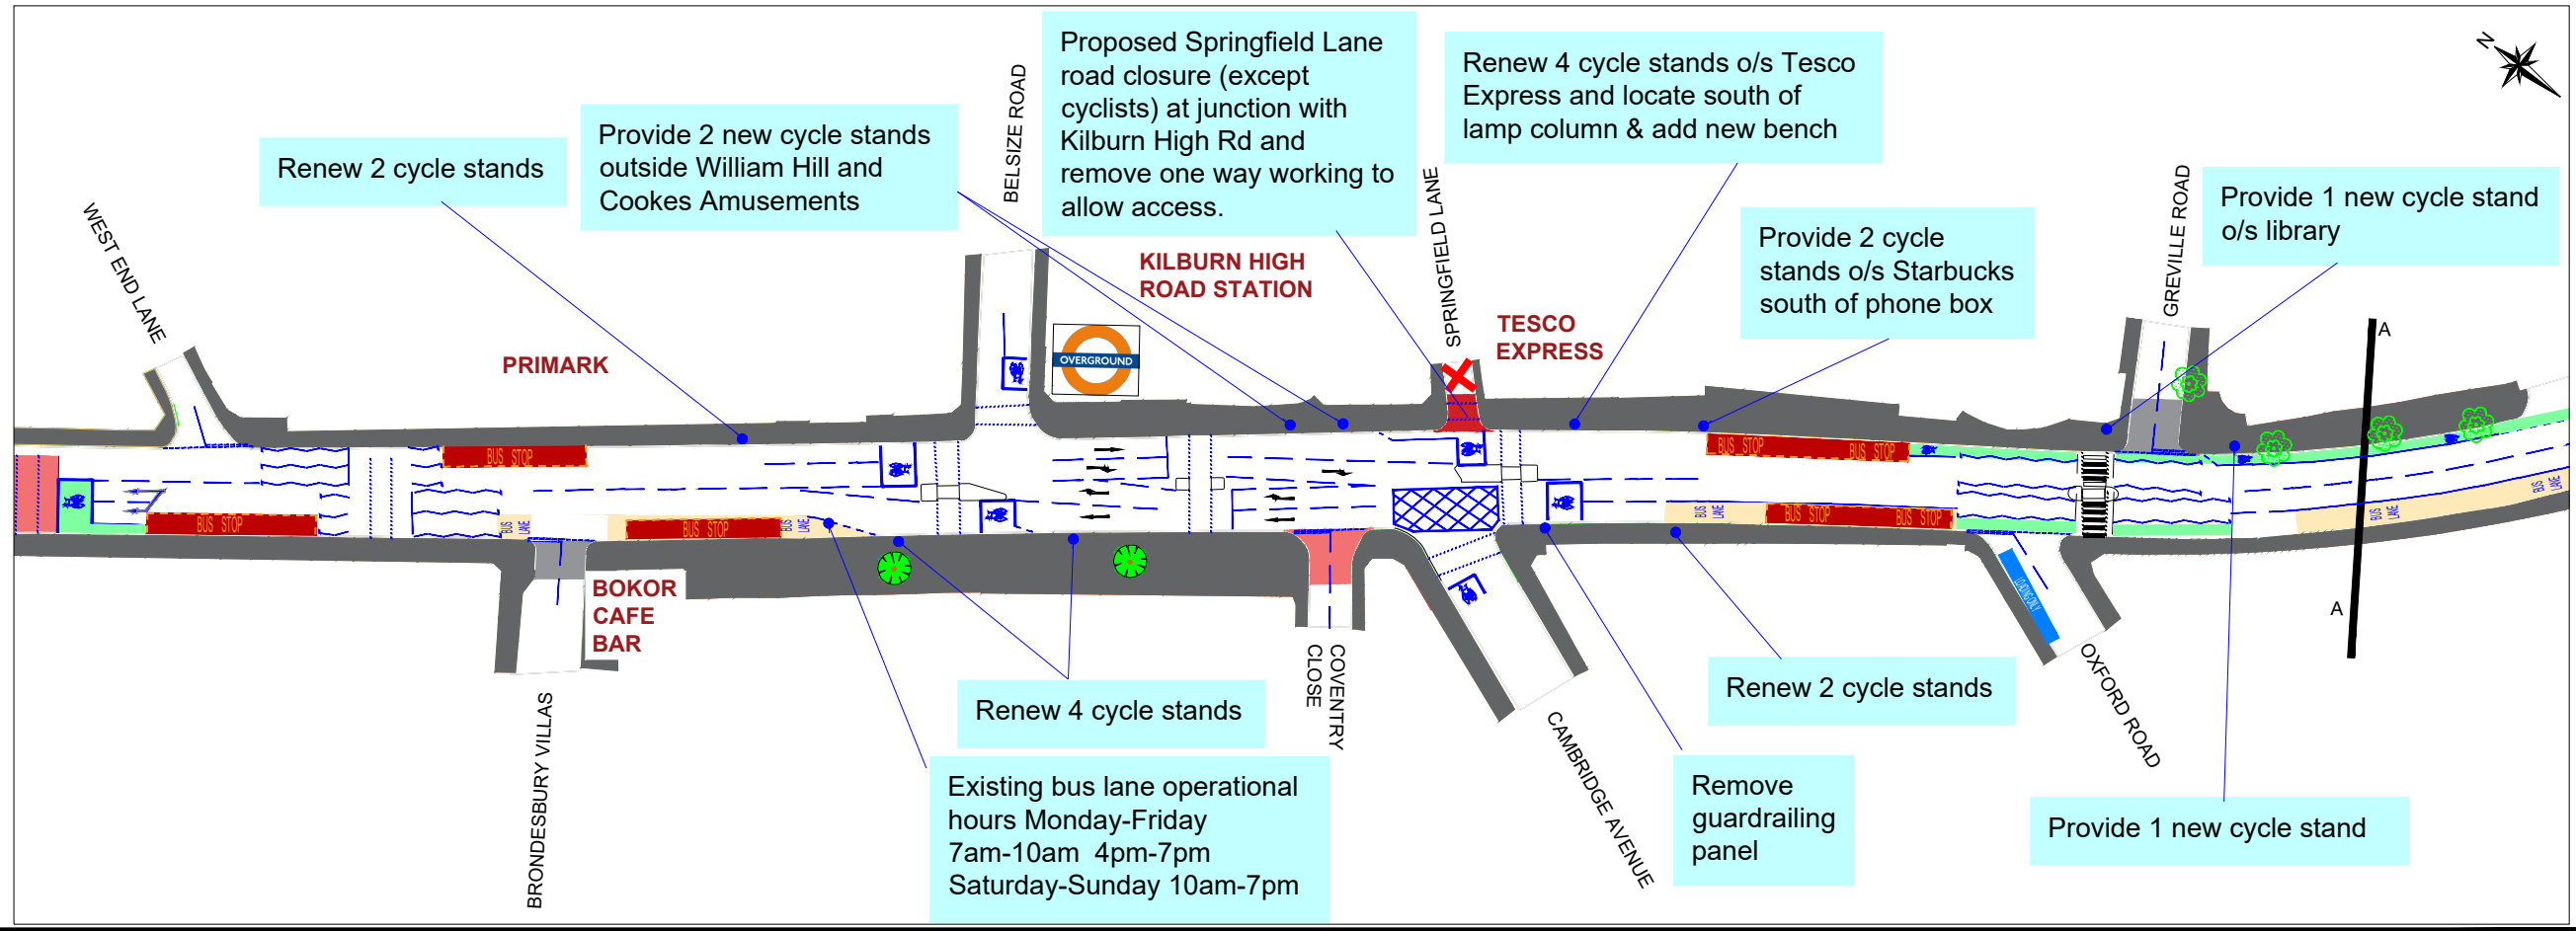 Proposed Springfield Lane
road closure (except
cyclists) at junction with
Kilburn High Rd and
remove one way working to
allow access.
Renew 4 cycle stands o/s Tesco
Express and locate south of
lamp column & add new bench
N
Renew 2 cycle stands
Provide 2 new cycle stands
outside William Hill and
Cookes Amusements
BELSIZE ROAD
SPRINGFIELD LANE
GREVILLE ROAD
Provide 1 new cycle stand
o/s library
Provide 2 cycle
stands o/s Starbucks
south of phone box
WEST END LANE
KILBURN HIGH
ROAD STATION
PRIMARK
OVERGROUND
TESCO
EXPRESS
A
BUS STOP
BUS STOP
BUS STOP
BUS STOP
BUS LANE
BUS STOP
BUS LANE
BUS LANE
BUS STOP
BUS STOP
BUS LANE
BUS LANE
LOADING ONLY
A
BOKOR
CAFE
BAR
BRONDESBURY VILLAS
COVENTRY
CLOSE
CAMBRIDGE AVENUE
OXFORD ROAD
Renew 4 cycle stands
Renew 2 cycle stands
Existing bus lane operational
hours Monday-Friday
7am-10am 4pm-7pm
Saturday-Sunday 10am-7pm
Remove
guardrailing
panel
Provide 1 new cycle stand